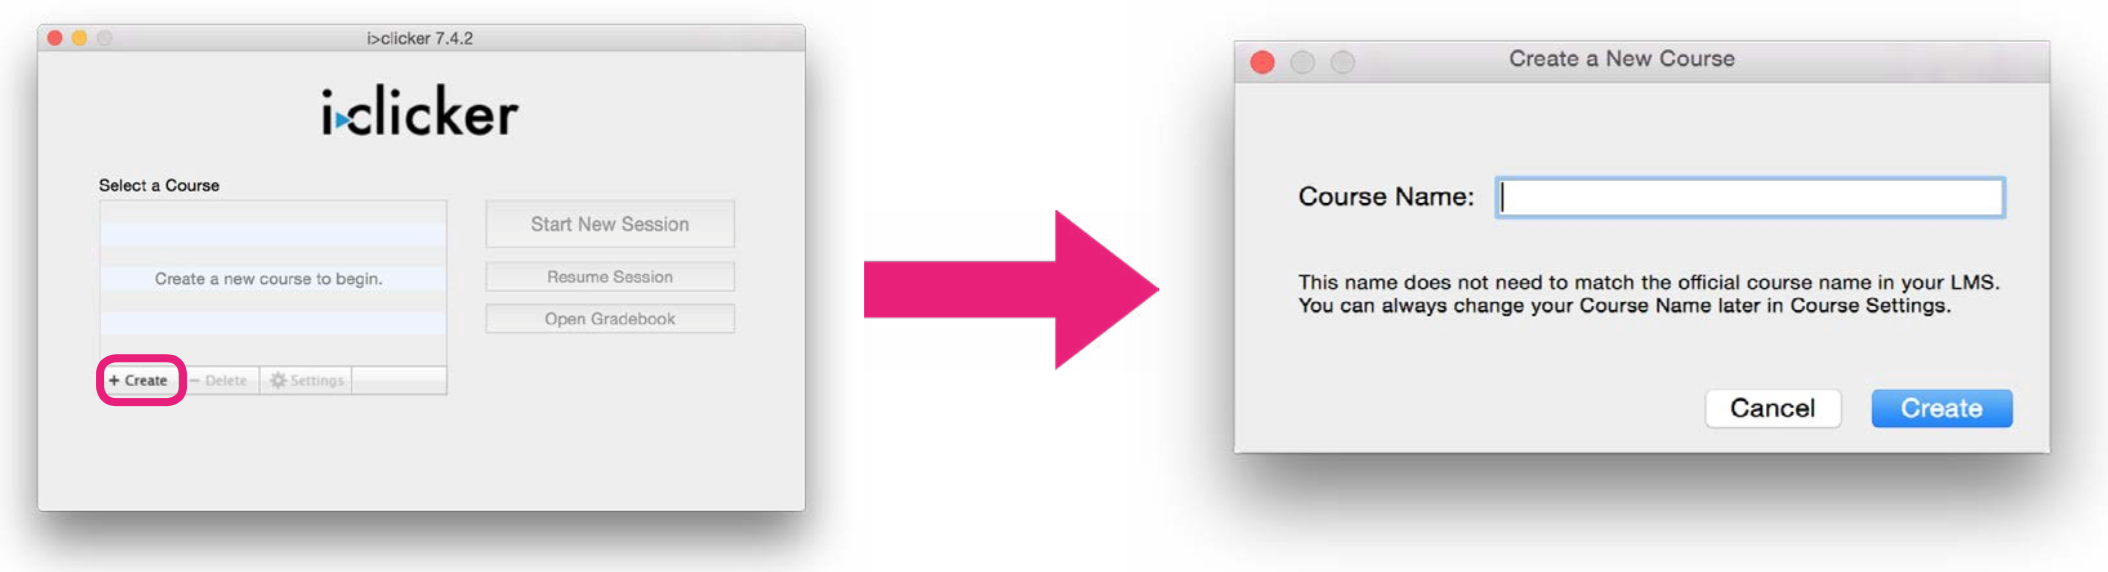 i>clicker 7.4.2
i>clicker
Select a Course
Create a new course to begin.
+ Create
− Delete
Settings
Start New Session
Resume Session
Open Gradebook
Create a New Course
Course Name:
This name does not need to match the official course name in your LMS.
You can always change your Course Name later in Course Settings.
Cancel
Create